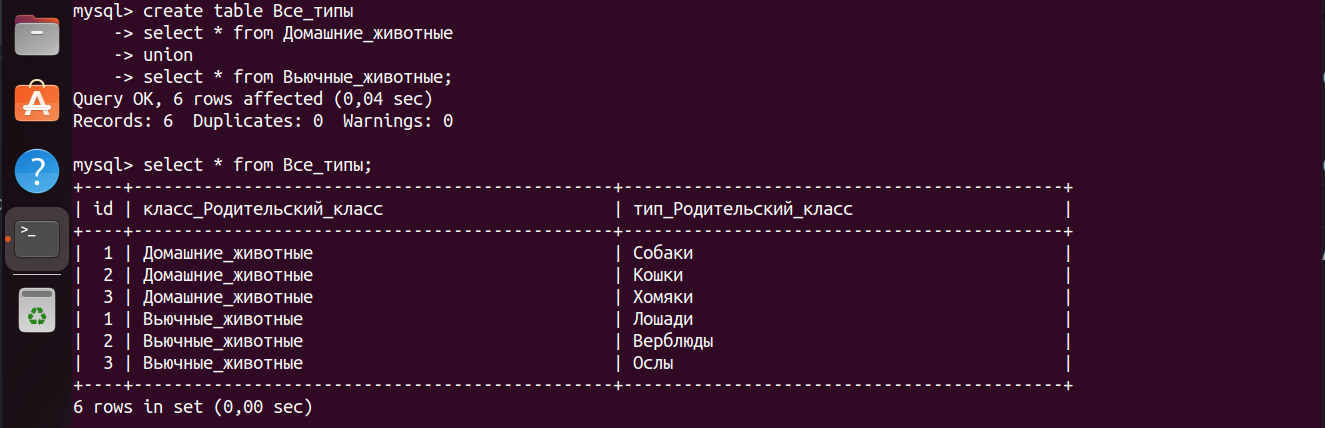 mysql> create table Все_типы
    -> select * from Домашние_животные
    -> union
    -> select * from Вьючные_животные;
Query OK, 6 rows affected (0,04 sec)
Records: 6  Duplicates: 0  Warnings: 0

mysql> select * from Все_типы;
+----+------------------------------------------------+--------------------------------------------+
| id | класс_Родительский_класс                       | тип_Родительский_класс                     |
+----+------------------------------------------------+--------------------------------------------+
|  1 | Домашние_животные                              | Собаки                                     |
|  2 | Домашние_животные                              | Кошки                                      |
|  3 | Домашние_животные                              | Хомяки                                     |
|  1 | Вьючные_животные                               | Лошади                                     |
|  2 | Вьючные_животные                               | Верблюды                                   |
|  3 | Вьючные_животные                               | Ослы                                       |
+----+------------------------------------------------+--------------------------------------------+
6 rows in set (0,00 sec)